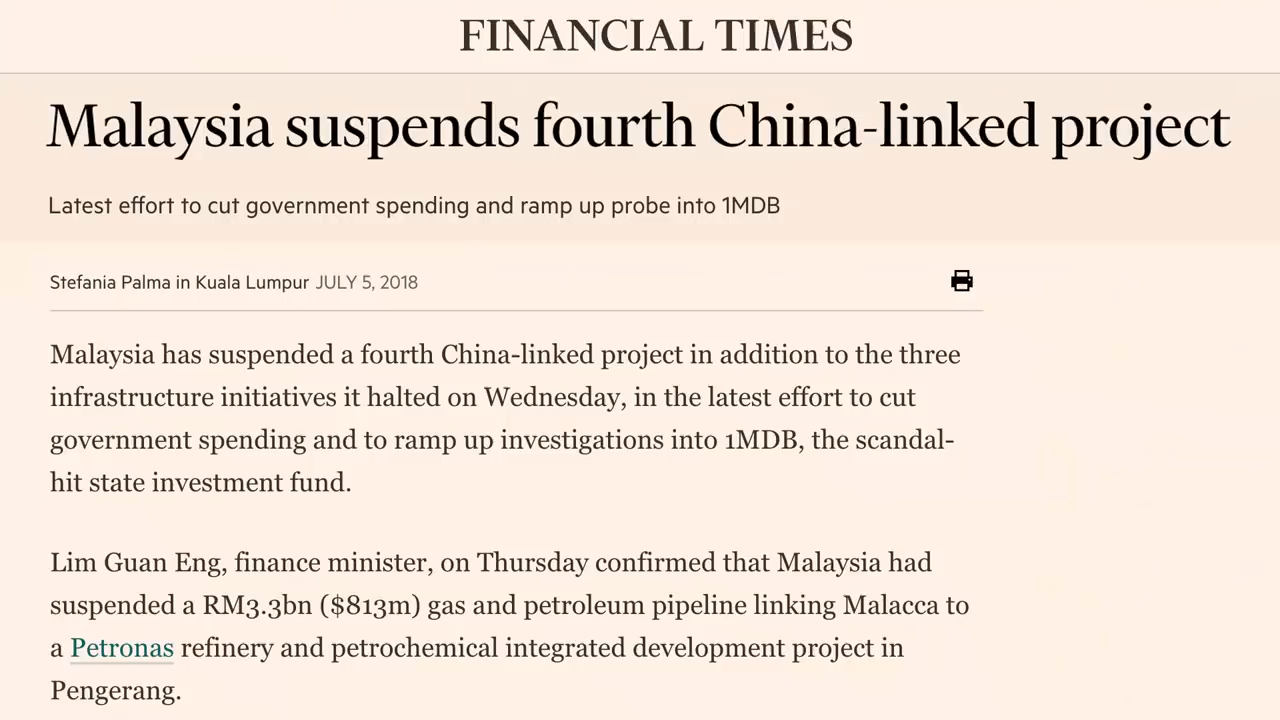 FINANCIAL TIMES
Malaysia suspends fourth China-linked project
Latest effort to cut government spending and ramp up probe into 1MDB
Stefania Palma in Kuala Lumpur JULY 5, 2018
Malaysia has suspended a fourth China-linked project in addition to the three
infrastructure initiatives it halted on Wednesday, in the latest effort to cut
government spending and to ramp up investigations into 1MDB, the scandal-
hit state investment fund.
Lim Guan Eng, finance minister, on Thursday confirmed that Malaysia had
suspended a RM3.3bn ($813m) gas and petroleum pipeline linking Malacca to
a Petronas refinery and petrochemical integrated development project in
Pengerang.